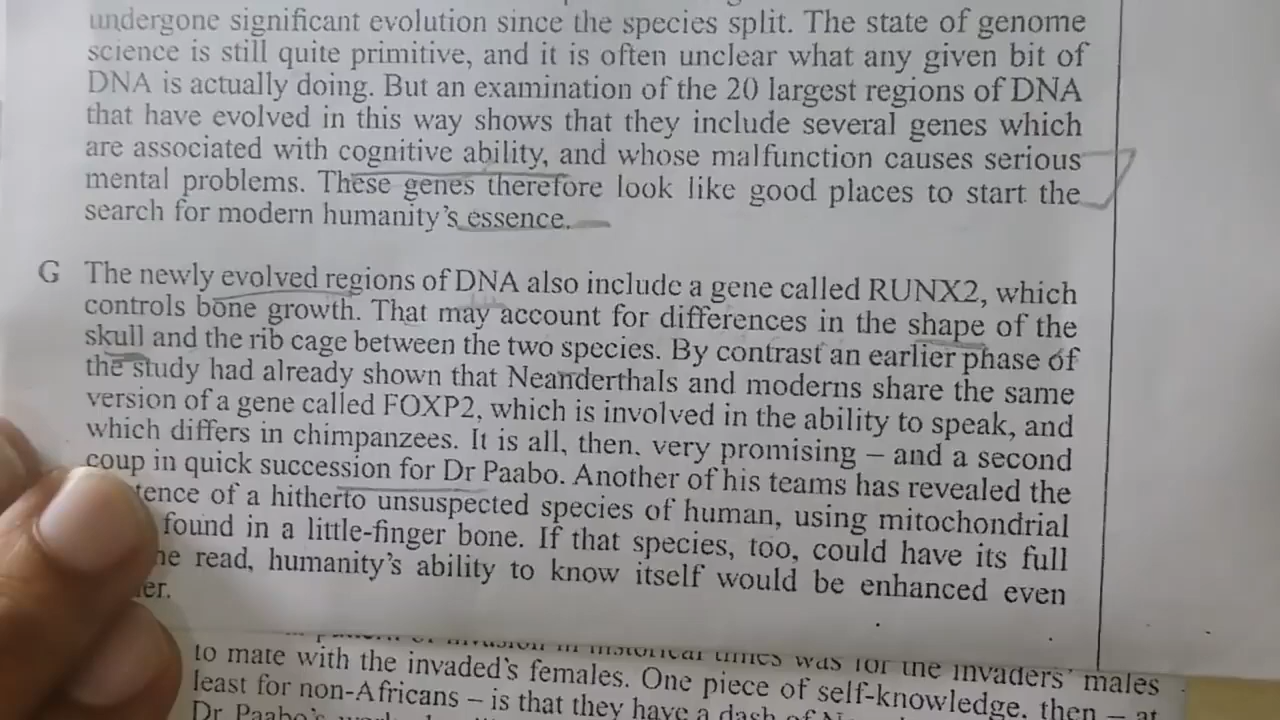 undergone significant evolution since the species split. The state of genome
science is still quite primitive, and it is often unclear what any given bit of
DNA is actually doing. But an examination of the 20 largest regions of DNA
that have evolved in this way shows that they include several genes which
are associated with cognitive ability, and whose malfunction causes serious
mental problems. These genes therefore look like good places to start the
search for modern humanity's essence.
G The newly evolved regions of DNA also include a gene called RUNX2, which
controls bone growth. That may account for differences in the shape of the
skull and the rib cage between the two species. By contrast an earlier phase of
the study had already shown that Neanderthals and moderns share the same
version of a gene called FOXP2, which is involved in the ability to speak, and
which differs in chimpanzees. It is all, then, very promising – and a second
coup in quick succession for Dr Paabo. Another of his teams has revealed the
tence of a hitherto unsuspected species of human, using mitochondrial
found in a little-finger bone. If that species, too, could have its full
read, humanity's ability to know itself would be enhanced even
invasion in historical times was for the invaders' males
to mate with the invaded's females. One piece of self-knowledge, then – at
least for non-Africans – is that they have a dash of
Dr Paabo's